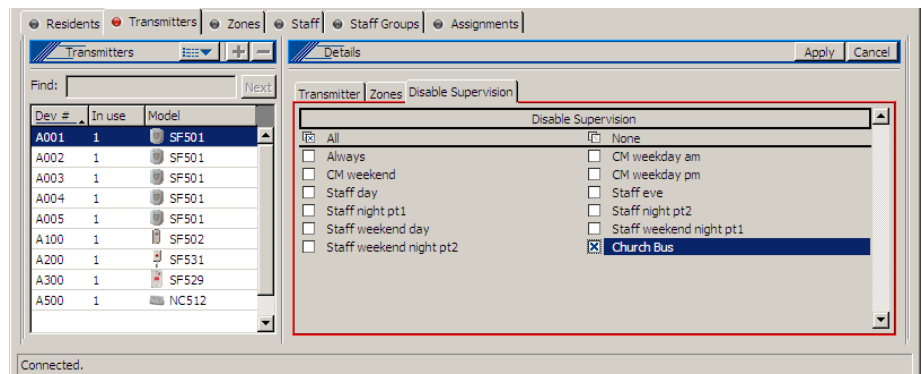 Residents Transmitters Zones Staff Staff Groups Assignments
Transmitters
Details Apply Cancel
Find: Next
Transmitter Zones Disable Supervision
Dev # In use Model
A001 1 SF501
A002 1 SF501
A003 1 SF501
A004 1 SF501
A005 1 SF501
A100 1 SF502
A200 1 SF531
A300 1 SF529
A500 1 NC512
Disable Supervision
All None
Always CM weekday am
CM weekend CM weekday pm
Staff day Staff eve
Staff night pt1 Staff night pt2
Staff weekend day Staff weekend night pt1
Staff weekend night pt2 Church Bus
Connected.